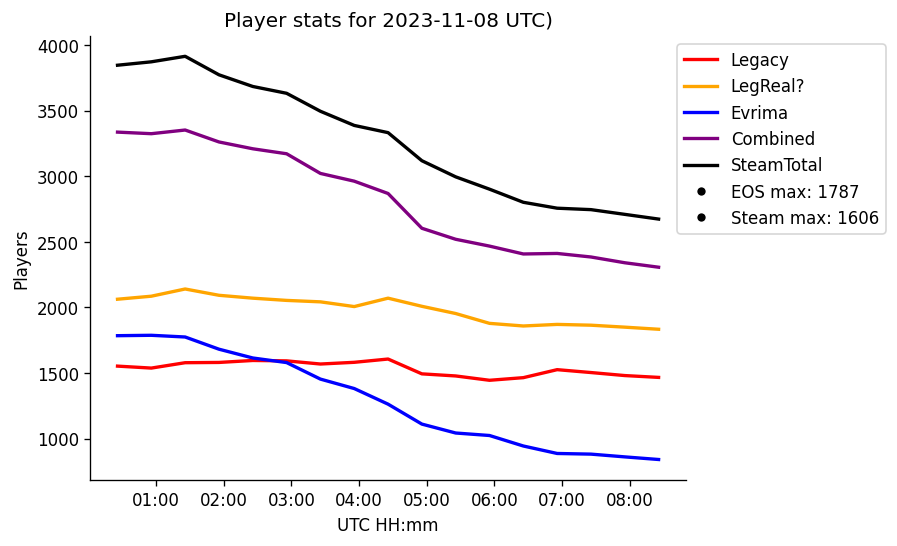 Player stats for 2023-11-08 UTC)
Players
4000
3500
3000
2500
2000
1500
1000
01:00 02:00 03:00 04:00 05:00 06:00 07:00 08:00
UTC HH:mm
Legacy
LegReal?
Evrima
Combined
SteamTotal
EOS max: 1787
Steam max: 1606